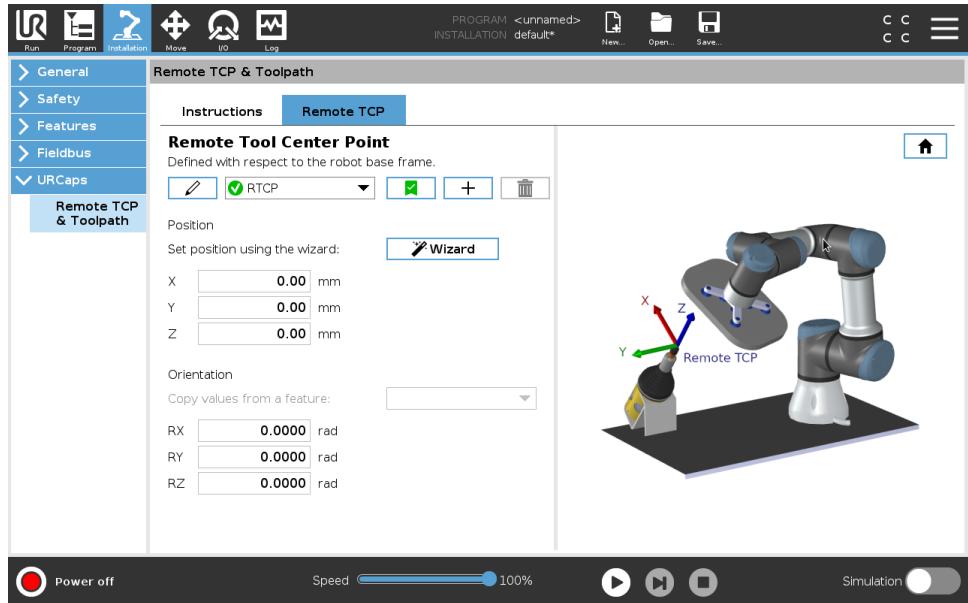 PROGRAM <unnamed>
INSTALLATION default*
Run Program Installation Move I/O Log New... Open... Save...
C C
C C
General
Safety
Features
Fieldbus
URCaps
Remote TCP
& Toolpath
Remote TCP & Toolpath
Instructions Remote TCP
Remote Tool Center Point
Defined with respect to the robot base frame.
RTCP
Position
Set position using the wizard: Wizard
X 0.00 mm
Y 0.00 mm
Z 0.00 mm
Orientation
Copy values from a feature:
RX 0.0000 rad
RY 0.0000 rad
RZ 0.0000 rad
X
Z
Y
Remote TCP
Power off Speed 100% Simulation